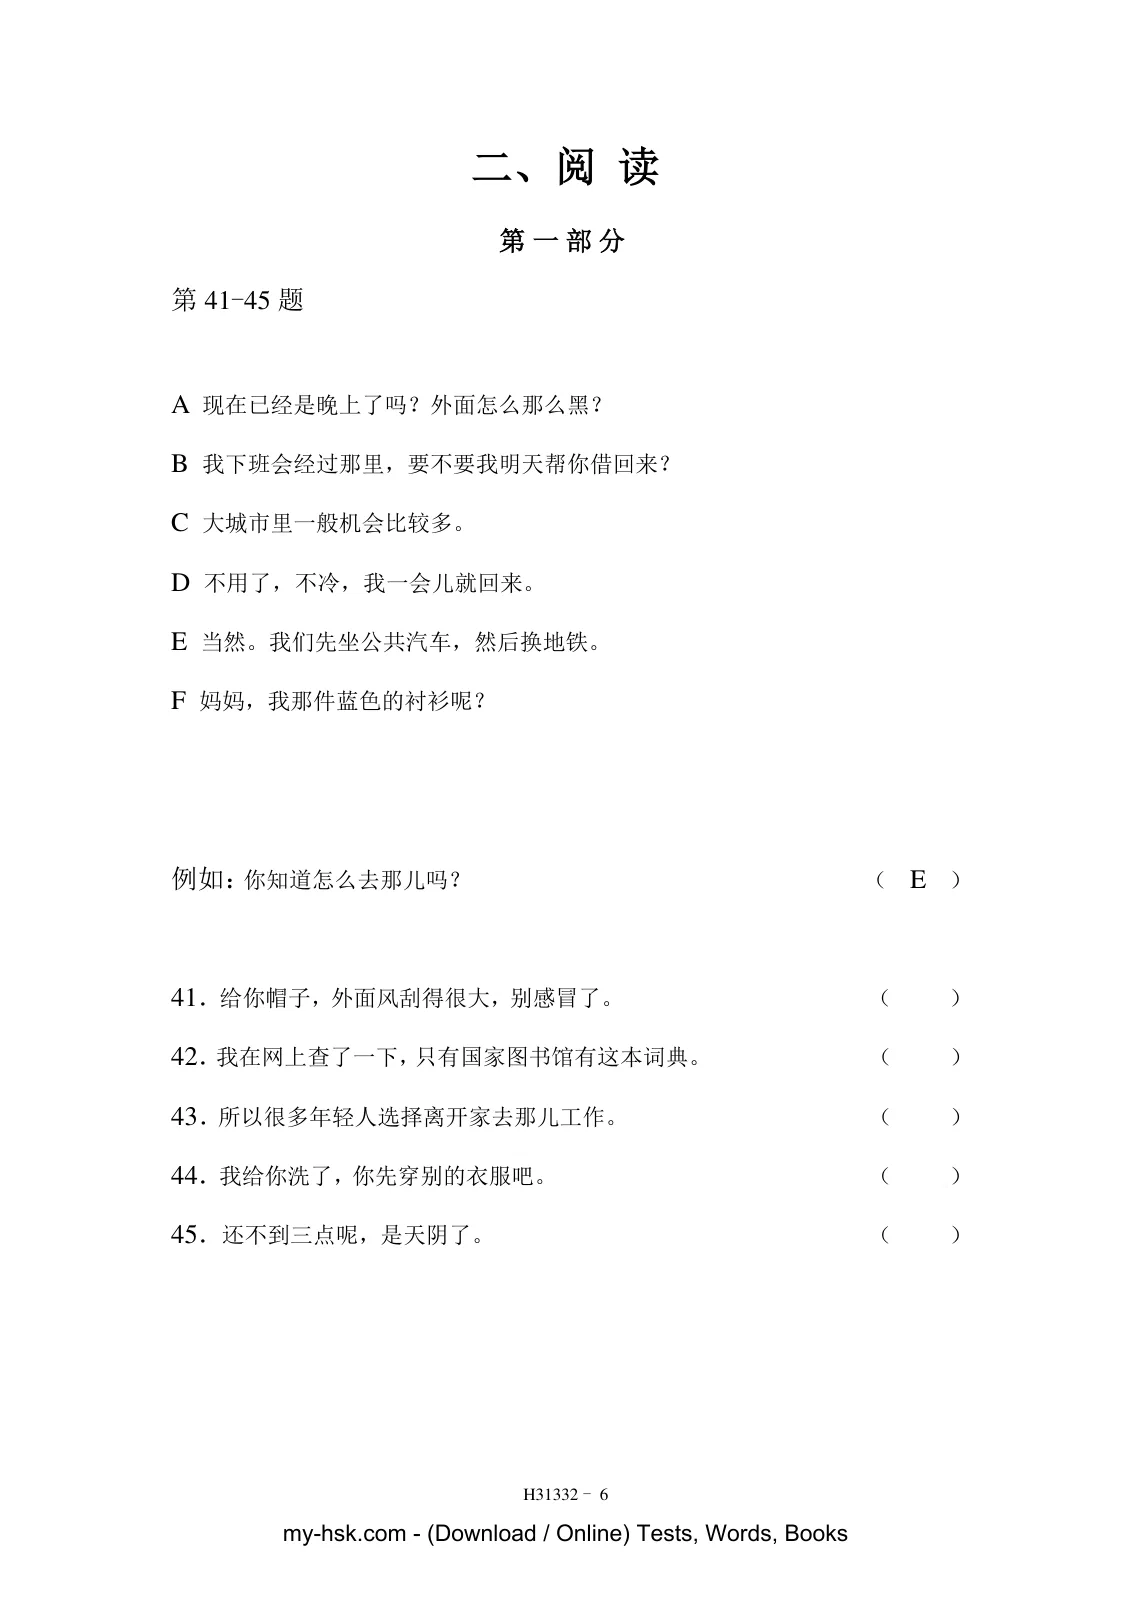 二、阅 读
第一部分
第 41-45 题
A 现在已经是晚上了吗？外面怎么那么黑？
B 我下班会经过那里，要不要我明天帮你借回来？
C 大城市里一般机会比较多。
D 不用了，不冷，我一会儿就回来。
E 当然。我们先坐公共汽车，然后换地铁。
F 妈妈，我那件蓝色的衬衫呢？
例如：你知道怎么去那儿吗？ （ E ）
41．给你帽子，外面风刮得很大，别感冒了。 （ ）
42．我在网上查了一下，只有国家图书馆有这本词典。 （ ）
43．所以很多年轻人选择离开家去那儿工作。 （ ）
44．我给你洗了，你先穿别的衣服吧。 （ ）
45．还不到三点呢，是天阴了。 （ ）
H31332－ 6
my-hsk.com - (Download / Online) Tests, Words, Books